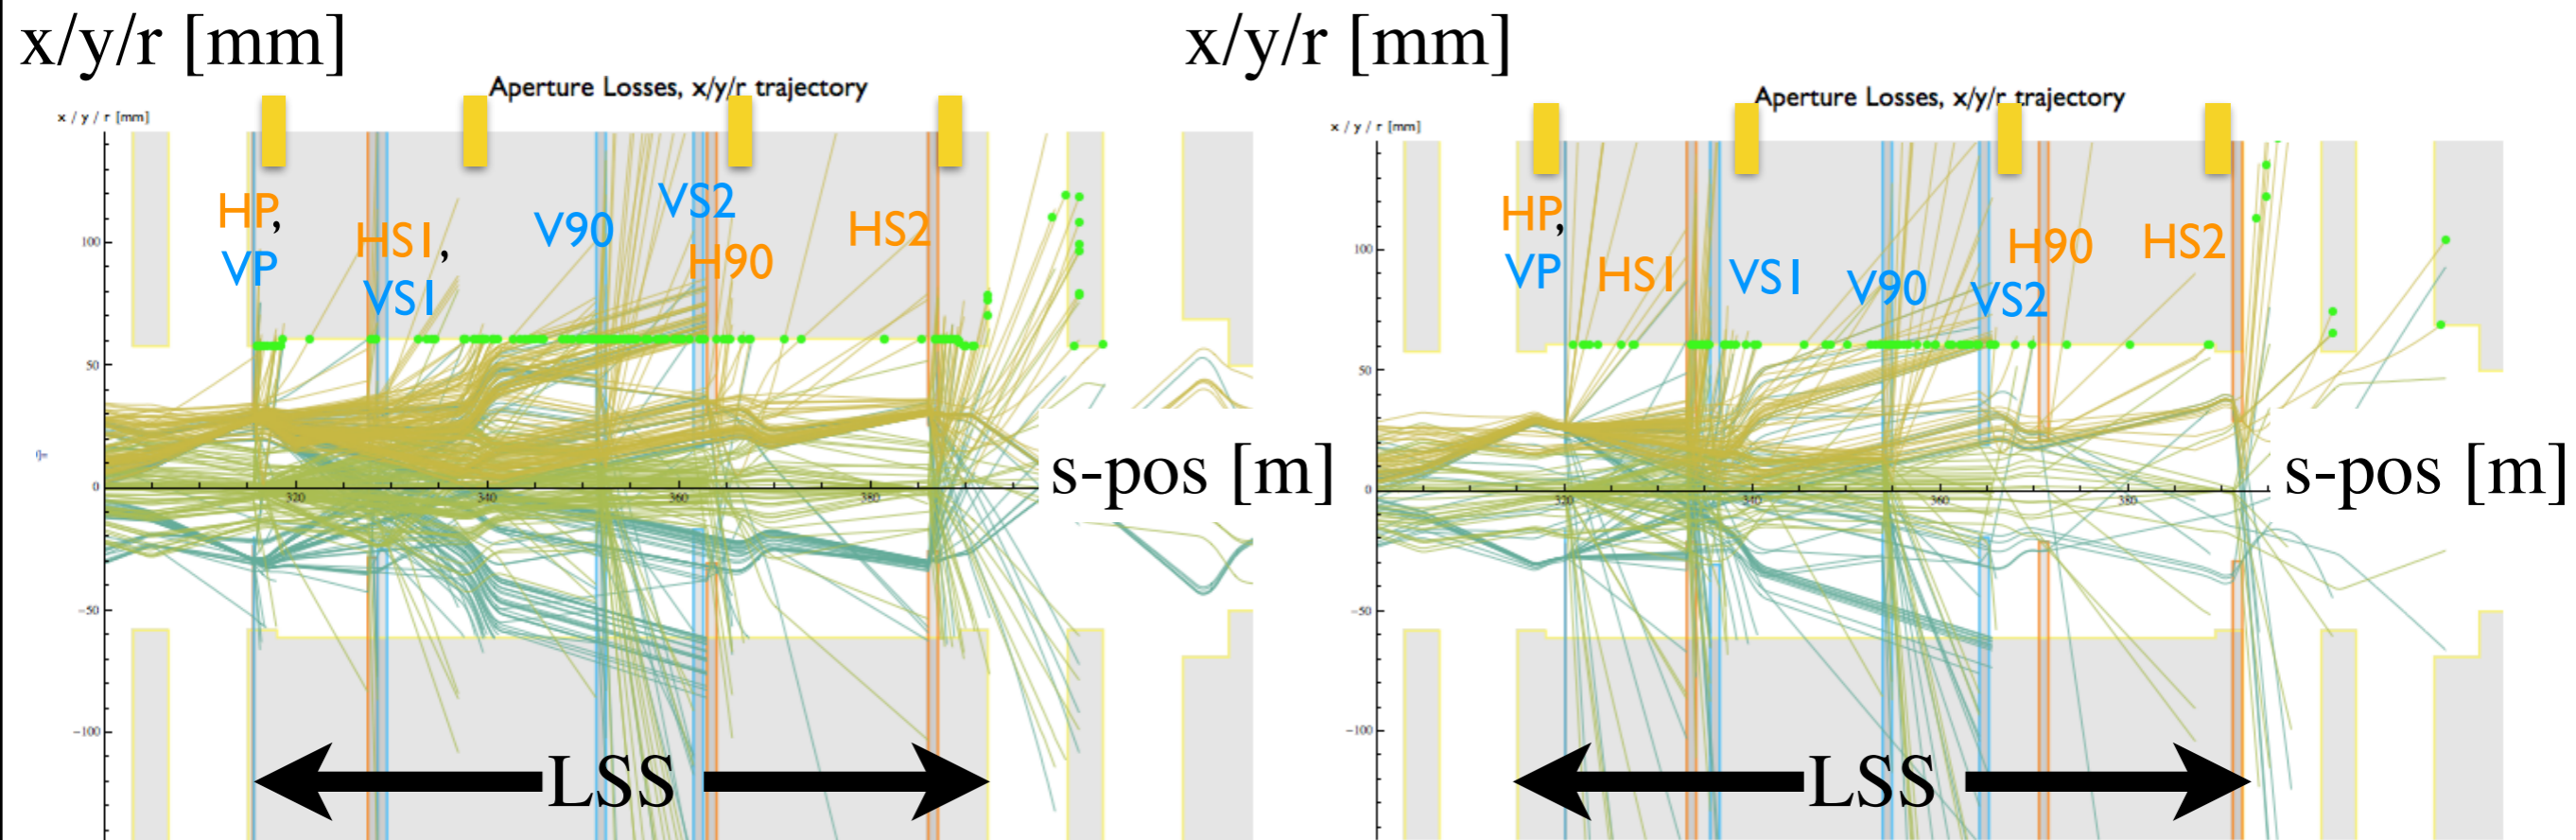 x/y/r [mm]
Aperture Losses, x/y/r trajectory
x / y / r [mm]
100
50
0
-50
-100
320
340
360
380
HP,
VP
HS1,
VS1
V90
VS2
H90
HS2
s-pos [m]
LSS
x/y/r [mm]
Aperture Losses, x/y/r trajectory
x / y / r [mm]
100
50
0
-50
-100
320
340
360
380
HP,
VP
HS1
VS1
V90
VS2
H90
HS2
s-pos [m]
LSS